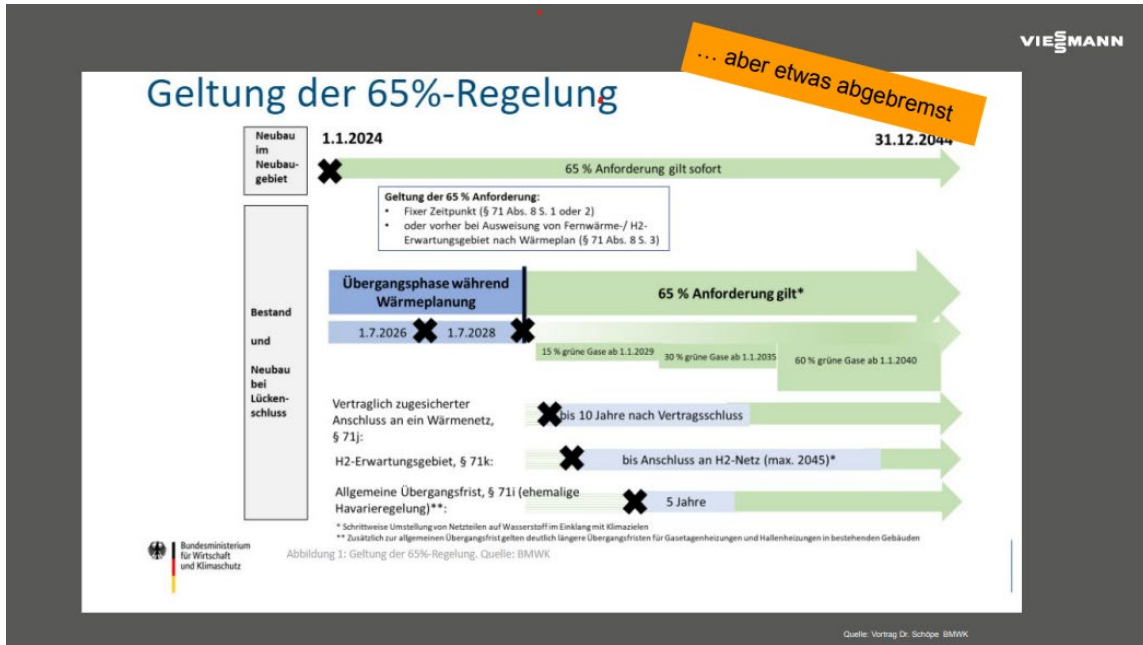 VIESSMANN
… aber etwas abgebremst
Geltung der 65%-Regelung
Neubau
im
Neubau-
gebiet
1.1.2024
31.12.2044
65 % Anforderung gilt sofort
Geltung der 65 % Anforderung:
• Fixer Zeitpunkt (§ 71 Abs. 8 S. 1 oder 2)
• oder vorher bei Ausweisung von Fernwärme-/ H2-
Erwartungsgebiet nach Wärmeplan (§ 71 Abs. 8 S. 3)
Bestand
und
Neubau
bei
Lücken-
schluss
Übergangsphase während
Wärmeplanung
65 % Anforderung gilt*
1.7.2026
1.7.2028
15 % grüne Gase ab 1.1.2029
30 % grüne Gase ab 1.1.2035
60 % grüne Gase ab 1.1.2040
Vertraglich zugesicherter
Anschluss an ein Wärmenetz,
§ 71j:
bis 10 Jahre nach Vertragsschluss
H2-Erwartungsgebiet, § 71k:
bis Anschluss an H2-Netz (max. 2045)*
Allgemeine Übergangsfrist, § 71i (ehemalige
Havarieregelung)**:
5 Jahre
* Schrittweise Umstellung von Netzteilen auf Wasserstoff im Einklang mit Klimazielen
** Zusätzlich zur allgemeinen Übergangsfrist gelten deutlich längere Übergangsfristen für Gasetagenheizungen und Hallenheizungen in bestehenden Gebäuden
Bundesministerium
für Wirtschaft
und Klimaschutz
Abbildung 1: Geltung der 65%-Regelung. Quelle: BMWK
Quelle: Vortrag Dr. Schöpe BMWK